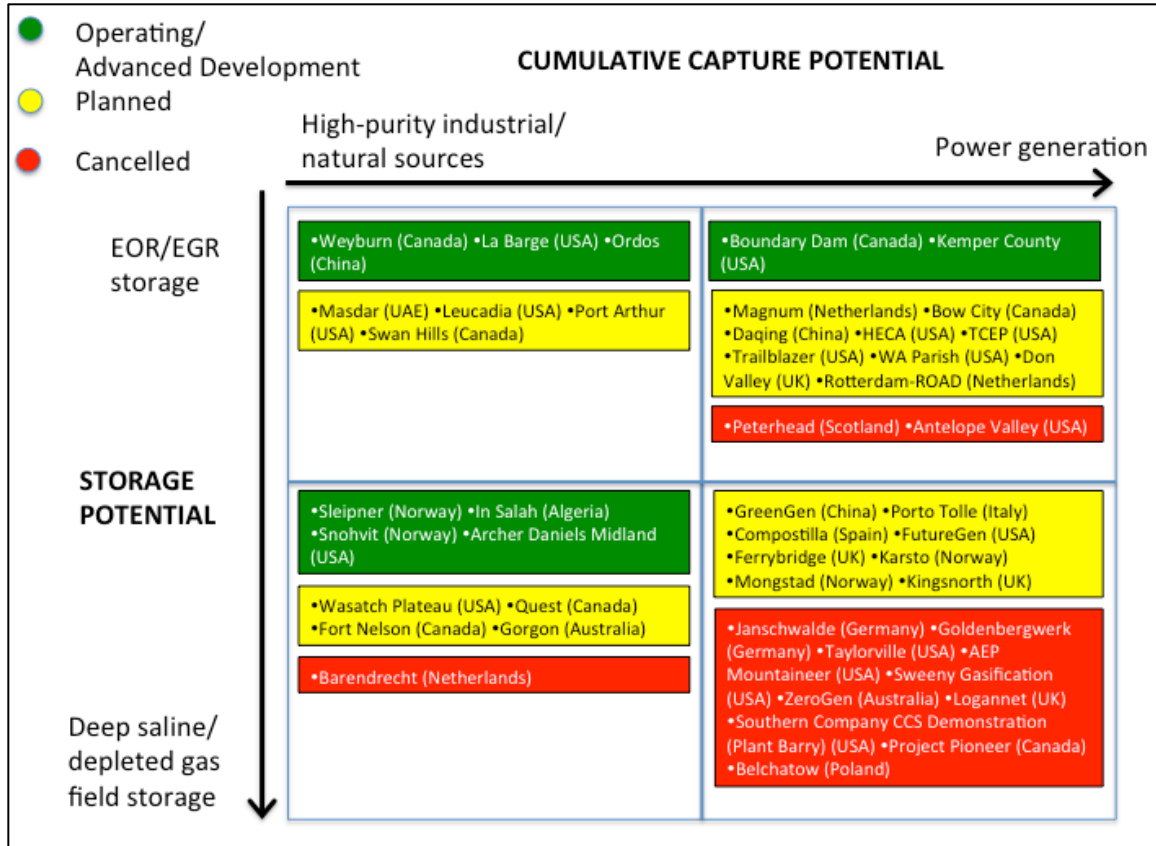 Operating/
Advanced Development
Planned
Cancelled
CUMULATIVE CAPTURE POTENTIAL
High-purity industrial/
natural sources
Power generation
EOR/EGR
storage
•Weyburn (Canada) •La Barge (USA) •Ordos
(China)
•Masdar (UAE) •Leucadia (USA) •Port Arthur
(USA) •Swan Hills (Canada)
•Boundary Dam (Canada) •Kemper County
(USA)
•Magnum (Netherlands) •Bow City (Canada)
•Daqing (China) •HECA (USA) •TCEP (USA)
•Trailblazer (USA) •WA Parish (USA) •Don
Valley (UK) •Rotterdam-ROAD (Netherlands)
•Peterhead (Scotland) •Antelope Valley (USA)
STORAGE
POTENTIAL
Deep saline/
depleted gas
field storage
•Sleipner (Norway) •In Salah (Algeria)
•Snohvit (Norway) •Archer Daniels Midland
(USA)
•Wasatch Plateau (USA) •Quest (Canada)
•Fort Nelson (Canada) •Gorgon (Australia)
•Barendrecht (Netherlands)
•GreenGen (China) •Porto Tolle (Italy)
•Compostilla (Spain) •FutureGen (USA)
•Ferrybridge (UK) •Karsto (Norway)
•Mongstad (Norway) •Kingsnorth (UK)
•Janschwalde (Germany) •Goldenbergwerk
(Germany) •Taylorville (USA) •AEP
Mountaineer (USA) •Sweeny Gasification
(USA) •ZeroGen (Australia) •Logannet (UK)
•Southern Company CCS Demonstration
(Plant Barry) (USA) •Project Pioneer (Canada)
•Belchatow (Poland)